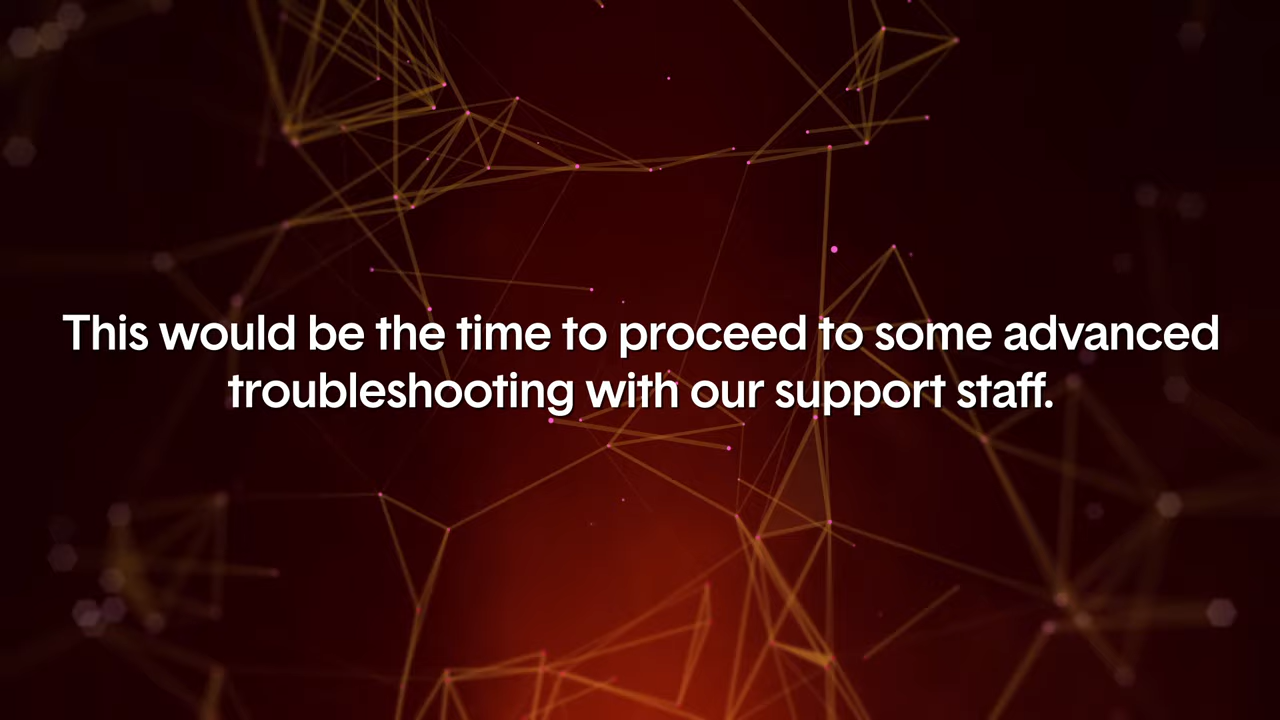 This would be the time to proceed to some advanced
troubleshooting with our support staff.